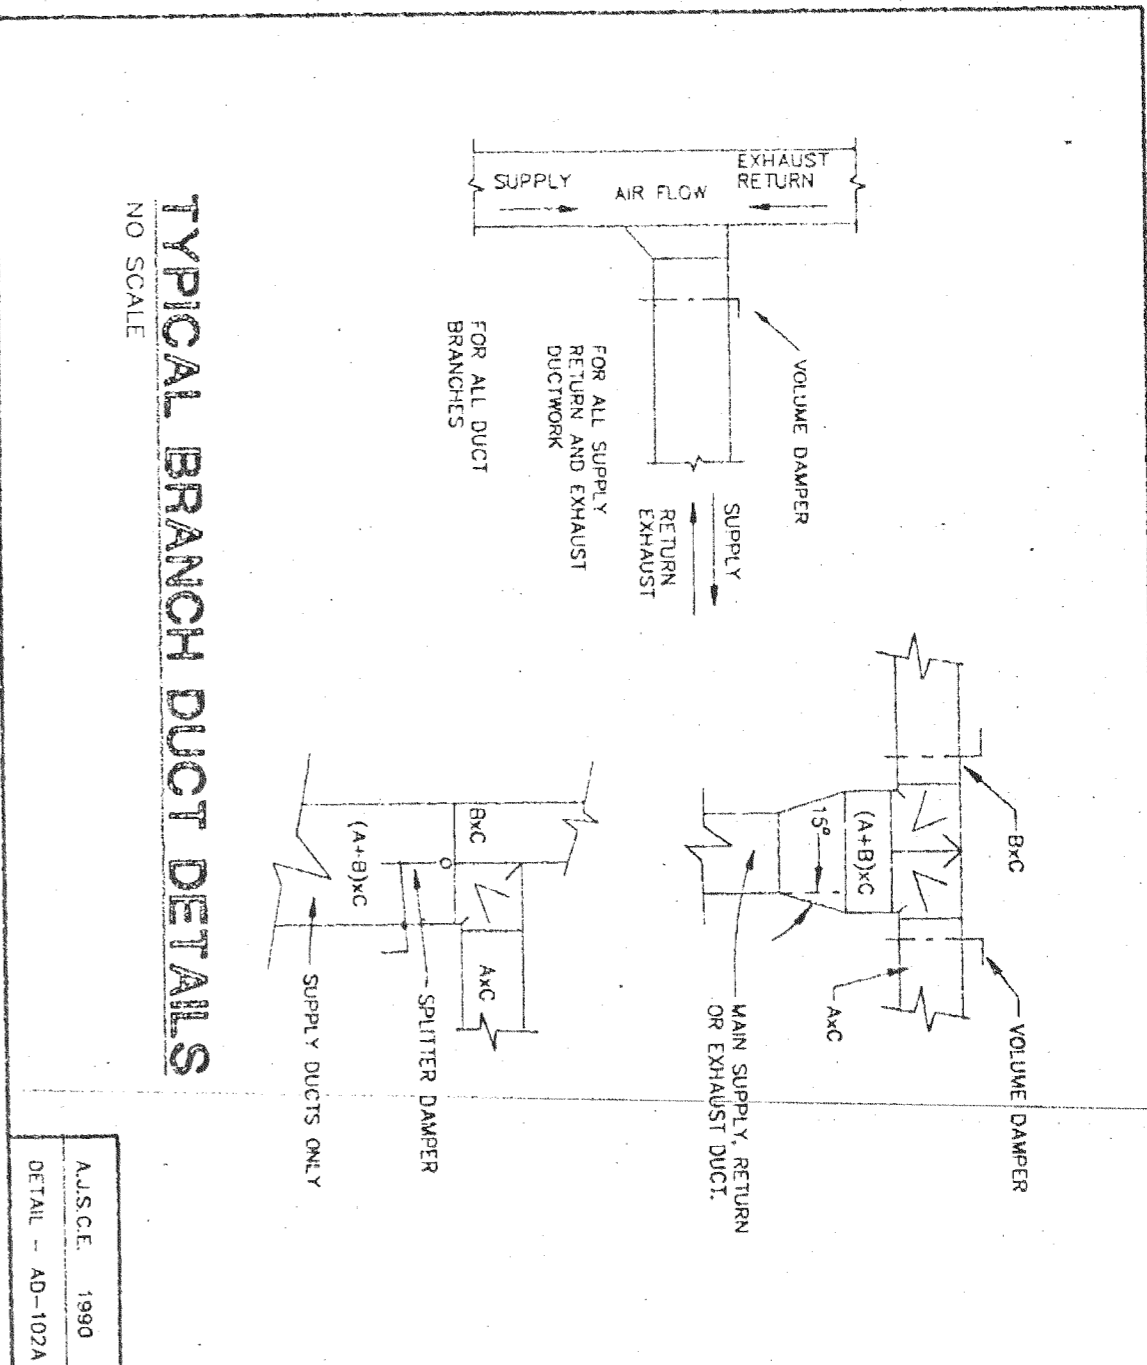 EXHAUST
RETURN
AIR FLOW
SUPPLY
VOLUME DAMPER
SUPPLY
RETURN
EXHAUST
FOR ALL SUPPLY
RETURN AND EXHAUST
DUCTWORK
FOR ALL DUCT
BRANCHES
BxC
VOLUME DAMPER
(A+B)xC
15°
AxC
MAIN SUPPLY, RETURN
OR EXHAUST DUCT.
BxC
(A+B)xC
AxC
SPLITTER DAMPER
SUPPLY DUCTS ONLY
TYPICAL BRANCH DUCT DETAILS
NO SCALE
A.J.S.C.E. 1990
DETAIL -- AD-102A